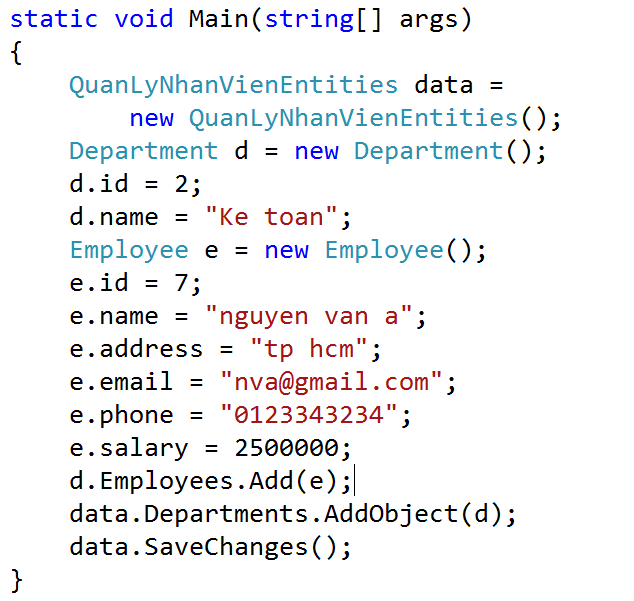 static void Main(string[] args)
{
    QuanLyNhanVienEntities data =
        new QuanLyNhanVienEntities();
    Department d = new Department();
    d.id = 2;
    d.name = "Ke toan";
    Employee e = new Employee();
    e.id = 7;
    e.name = "nguyen van a";
    e.address = "tp hcm";
    e.email = "nva@gmail.com";
    e.phone = "0123343234";
    e.salary = 2500000;
    d.Employees.Add(e);
    data.Departments.AddObject(d);
    data.SaveChanges();
}